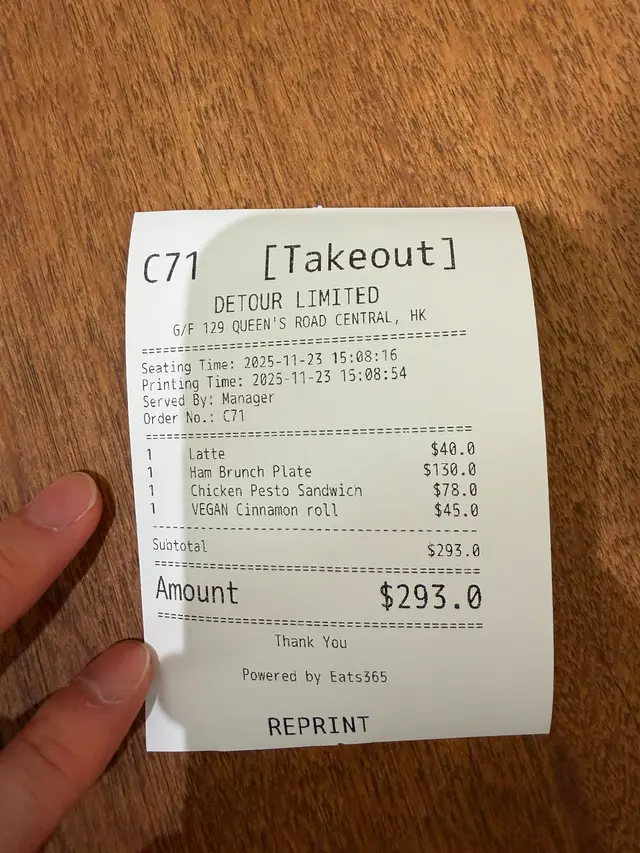 C71 [Takeout]
DETOUR LIMITED
G/F 129 QUEEN'S ROAD CENTRAL, HK
================================================
Seating Time: 2025-11-23 15:08:16
Printing Time: 2025-11-23 15:08:54
Served By: Manager
Order No.: C71
================================================
1 Latte $40.0
1 Ham Brunch Plate $130.0
1 Chicken Pesto Sandwich $78.0
1 VEGAN Cinnamon roll $45.0
------------------------------------------------
Subtotal $293.0
================================================
Amount $293.0
================================================
Thank You
Powered by Eats365
REPRINT